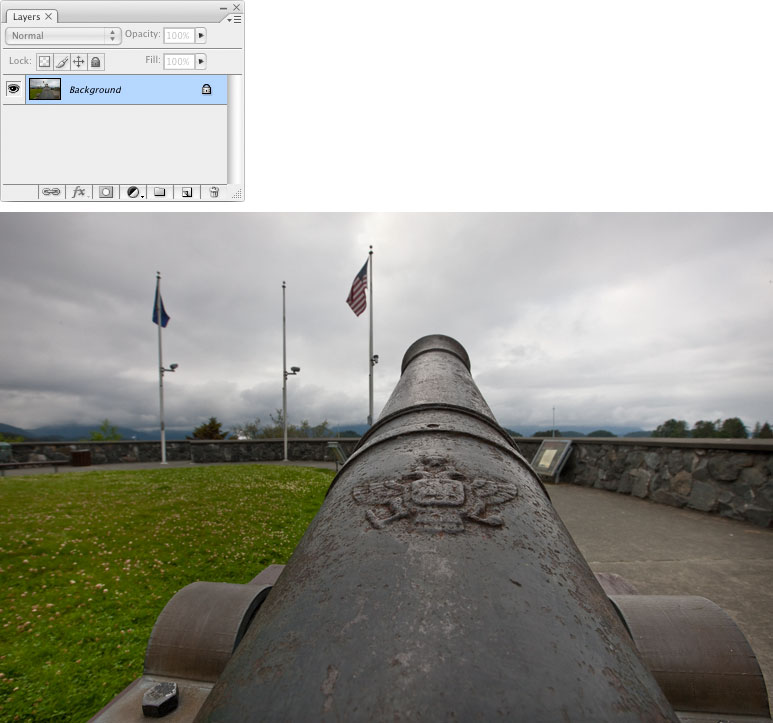 Layers
Normal
Opacity: 100%
Lock:
Fill: 100%
Background
fx